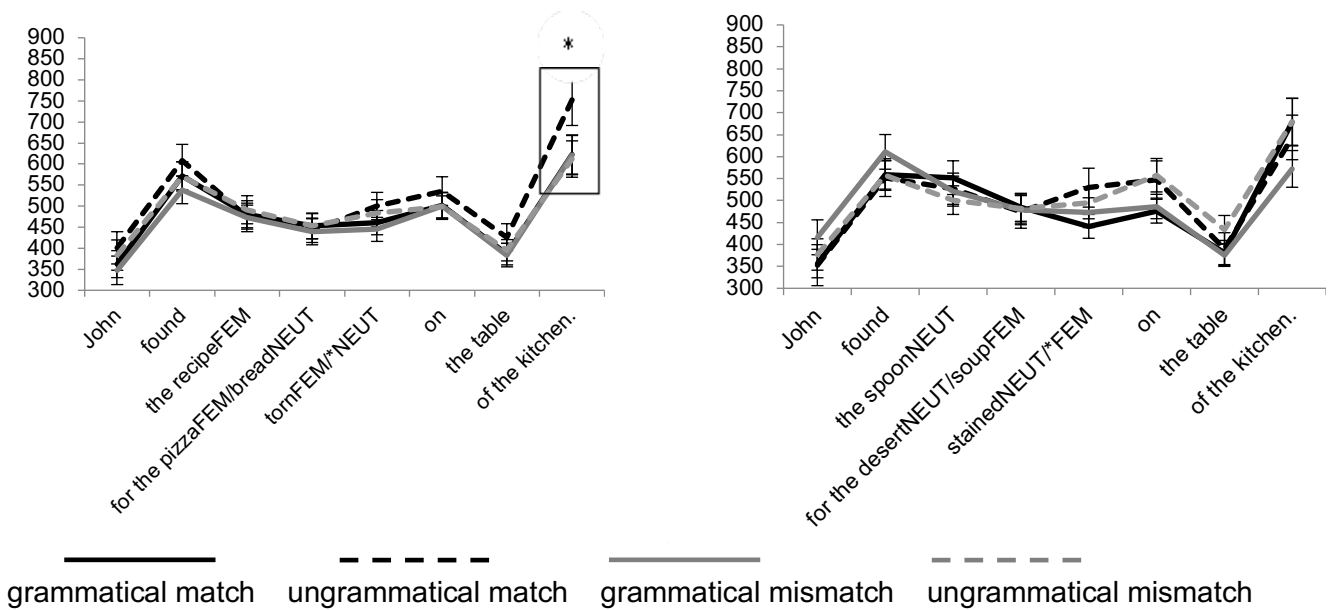 900
850
800
750
700
650
600
550
500
450
400
350
300
*
John
found
the recipeFEM
for the pizzaFEM/breadNEUT
tornFEM/*NEUT
on
the table
of the kitchen.
900
850
800
750
700
650
600
550
500
450
400
350
300
John
found
the spoonNEUT
for the desertNEUT/soupFEM
stainedNEUT/*FEM
on
the table
of the kitchen.
grammatical match ungrammatical match grammatical mismatch ungrammatical mismatch